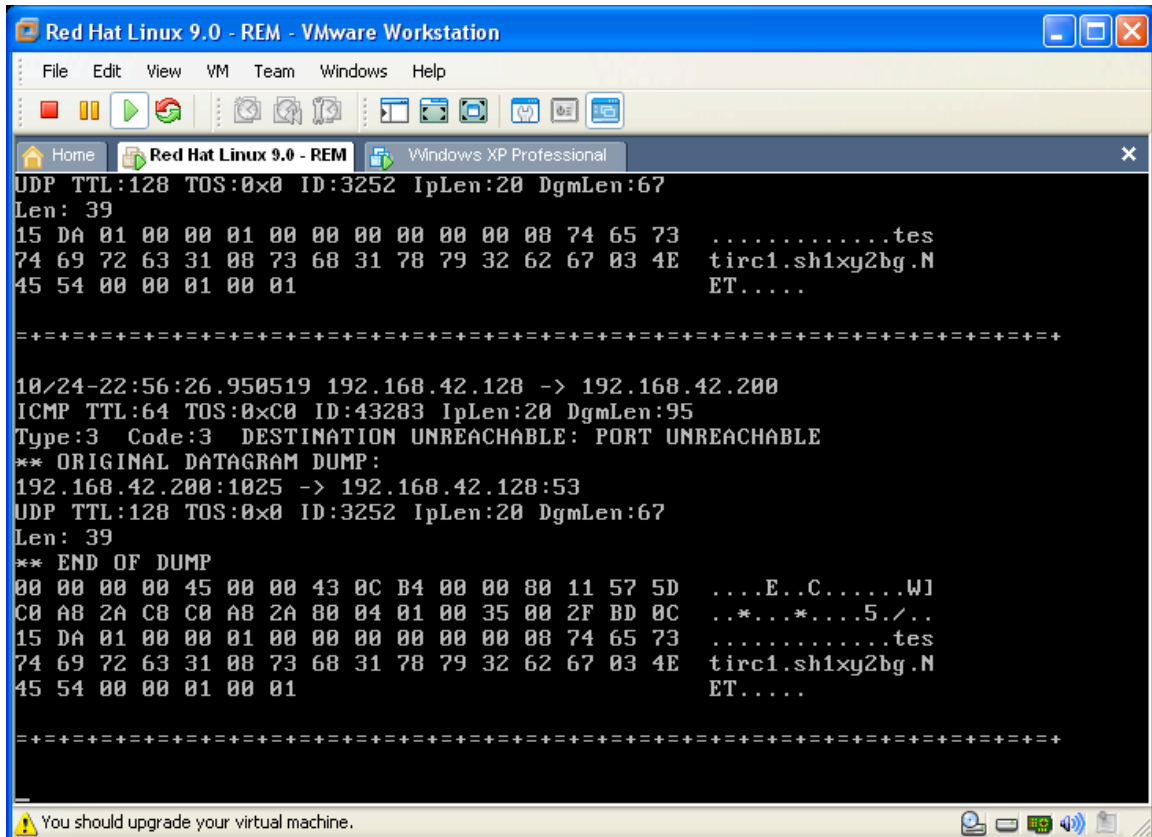 Red Hat Linux 9.0 - REM - VMware Workstation
File Edit View VM Team Windows Help
Home Red Hat Linux 9.0 - REM Windows XP Professional
UDP TTL:128 TOS:0x0 ID:3252 IpLen:20 DgmLen:67
Len: 39
15 DA 01 00 00 01 00 00 00 00 00 00 08 74 65 73 .............tes
74 69 72 63 31 08 73 68 31 78 79 32 62 67 03 4E tirc1.sh1xy2bg.N
45 54 00 00 01 00 01 ET.....
=+=+=+=+=+=+=+=+=+=+=+=+=+=+=+=+=+=+=+=+=+=+=+=+=+=+=+=+=+=+=+=+=+=+=+=+=+
10/24-22:56:26.950519 192.168.42.128 -> 192.168.42.200
ICMP TTL:64 TOS:0xC0 ID:43283 IpLen:20 DgmLen:95
Type:3 Code:3 DESTINATION UNREACHABLE: PORT UNREACHABLE
** ORIGINAL DATAGRAM DUMP:
192.168.42.200:1025 -> 192.168.42.128:53
UDP TTL:128 TOS:0x0 ID:3252 IpLen:20 DgmLen:67
Len: 39
** END OF DUMP
00 00 00 00 45 00 00 43 0C B4 00 00 80 11 57 5D ....E..C......W]
C0 A8 2A C8 C0 A8 2A 80 04 01 00 35 00 2F BD 0C ..*...*....5./..
15 DA 01 00 00 01 00 00 00 00 00 00 08 74 65 73 .............tes
74 69 72 63 31 08 73 68 31 78 79 32 62 67 03 4E tirc1.sh1xy2bg.N
45 54 00 00 01 00 01 ET.....
=+=+=+=+=+=+=+=+=+=+=+=+=+=+=+=+=+=+=+=+=+=+=+=+=+=+=+=+=+=+=+=+=+=+=+=+=+
You should upgrade your virtual machine.